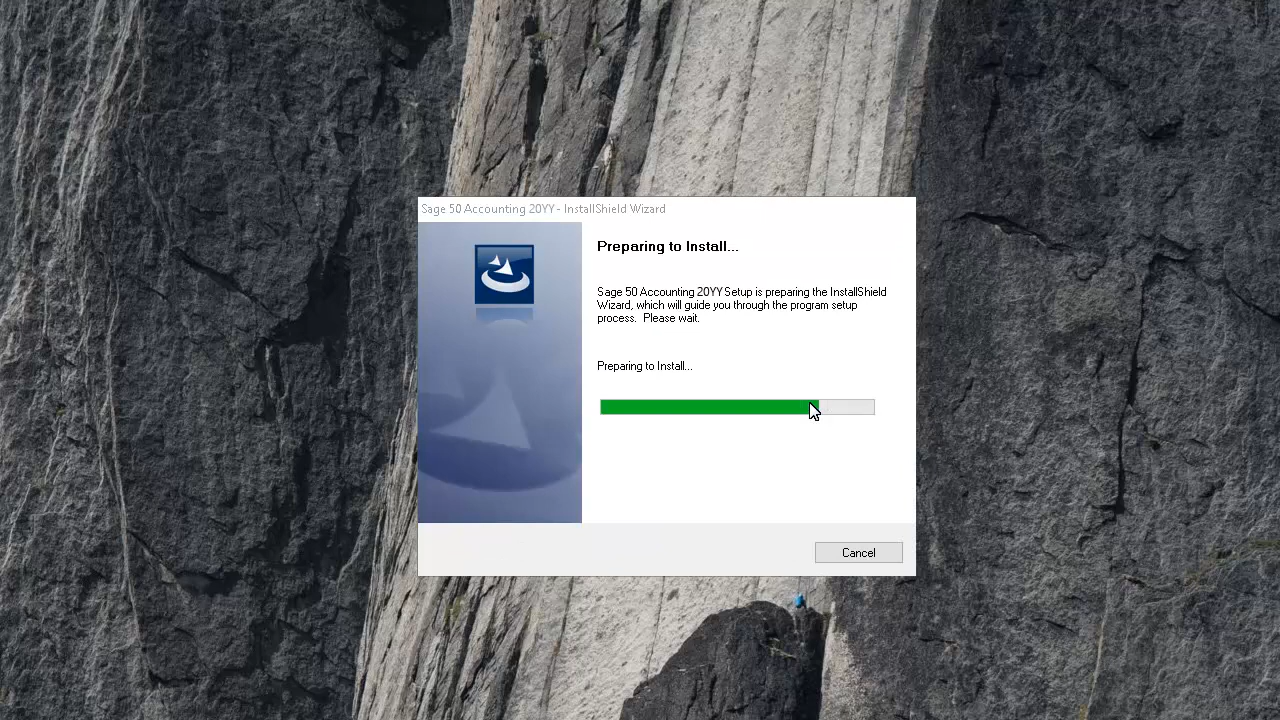 Sage 50 Accounting 20YY - InstallShield Wizard
Preparing to Install...
Sage 50 Accounting 20YY Setup is preparing the InstallShield
Wizard, which will guide you through the program setup
process. Please wait.
Preparing to Install...
Cancel